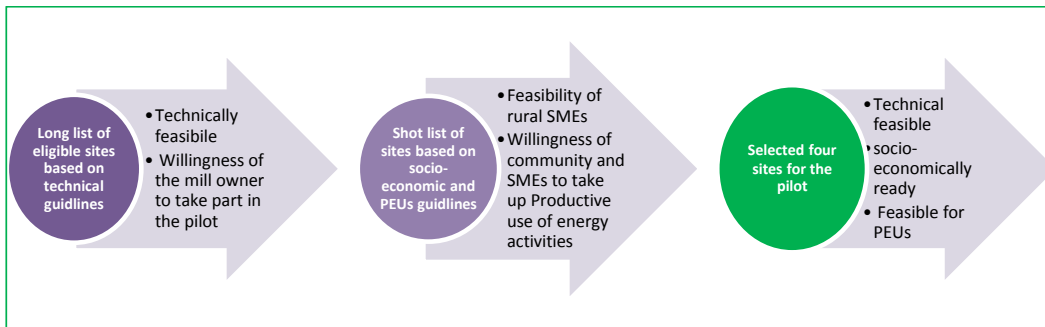 Long list of
eligible sites
based on
technical
guidlines
•Technically
feasibile
• Willingness of
the mill owner
to take part in
the pilot
Shot list of
sites based on
socio-
economic and
PEUs guidlines
•Feasibility of
rural SMEs
•Willingness of
community and
SMEs to take
up Productive
use of energy
activities
Selected four
sites for the
pilot
•Technical
feasible
•socio-
economically
ready
• Feasible for
PEUs